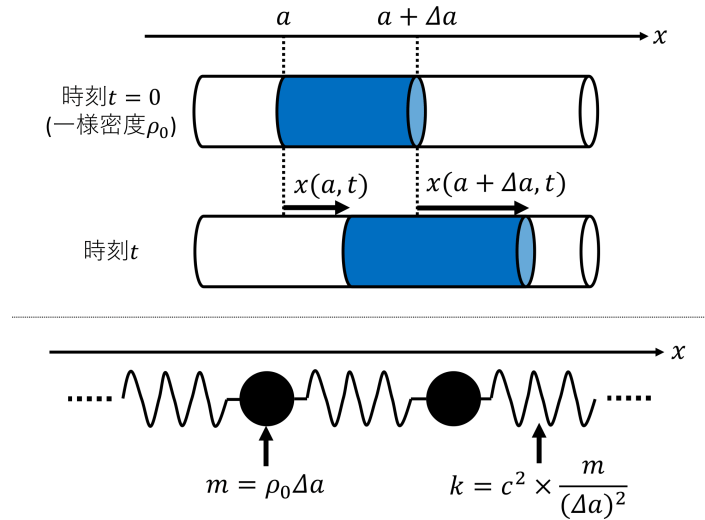 a
a + Δa
x
時刻t = 0
(一様密度ρ₀)
x(a, t)
x(a + Δa, t)
時刻t
x
m = ρ₀Δa
k = c² × m/(Δa)²